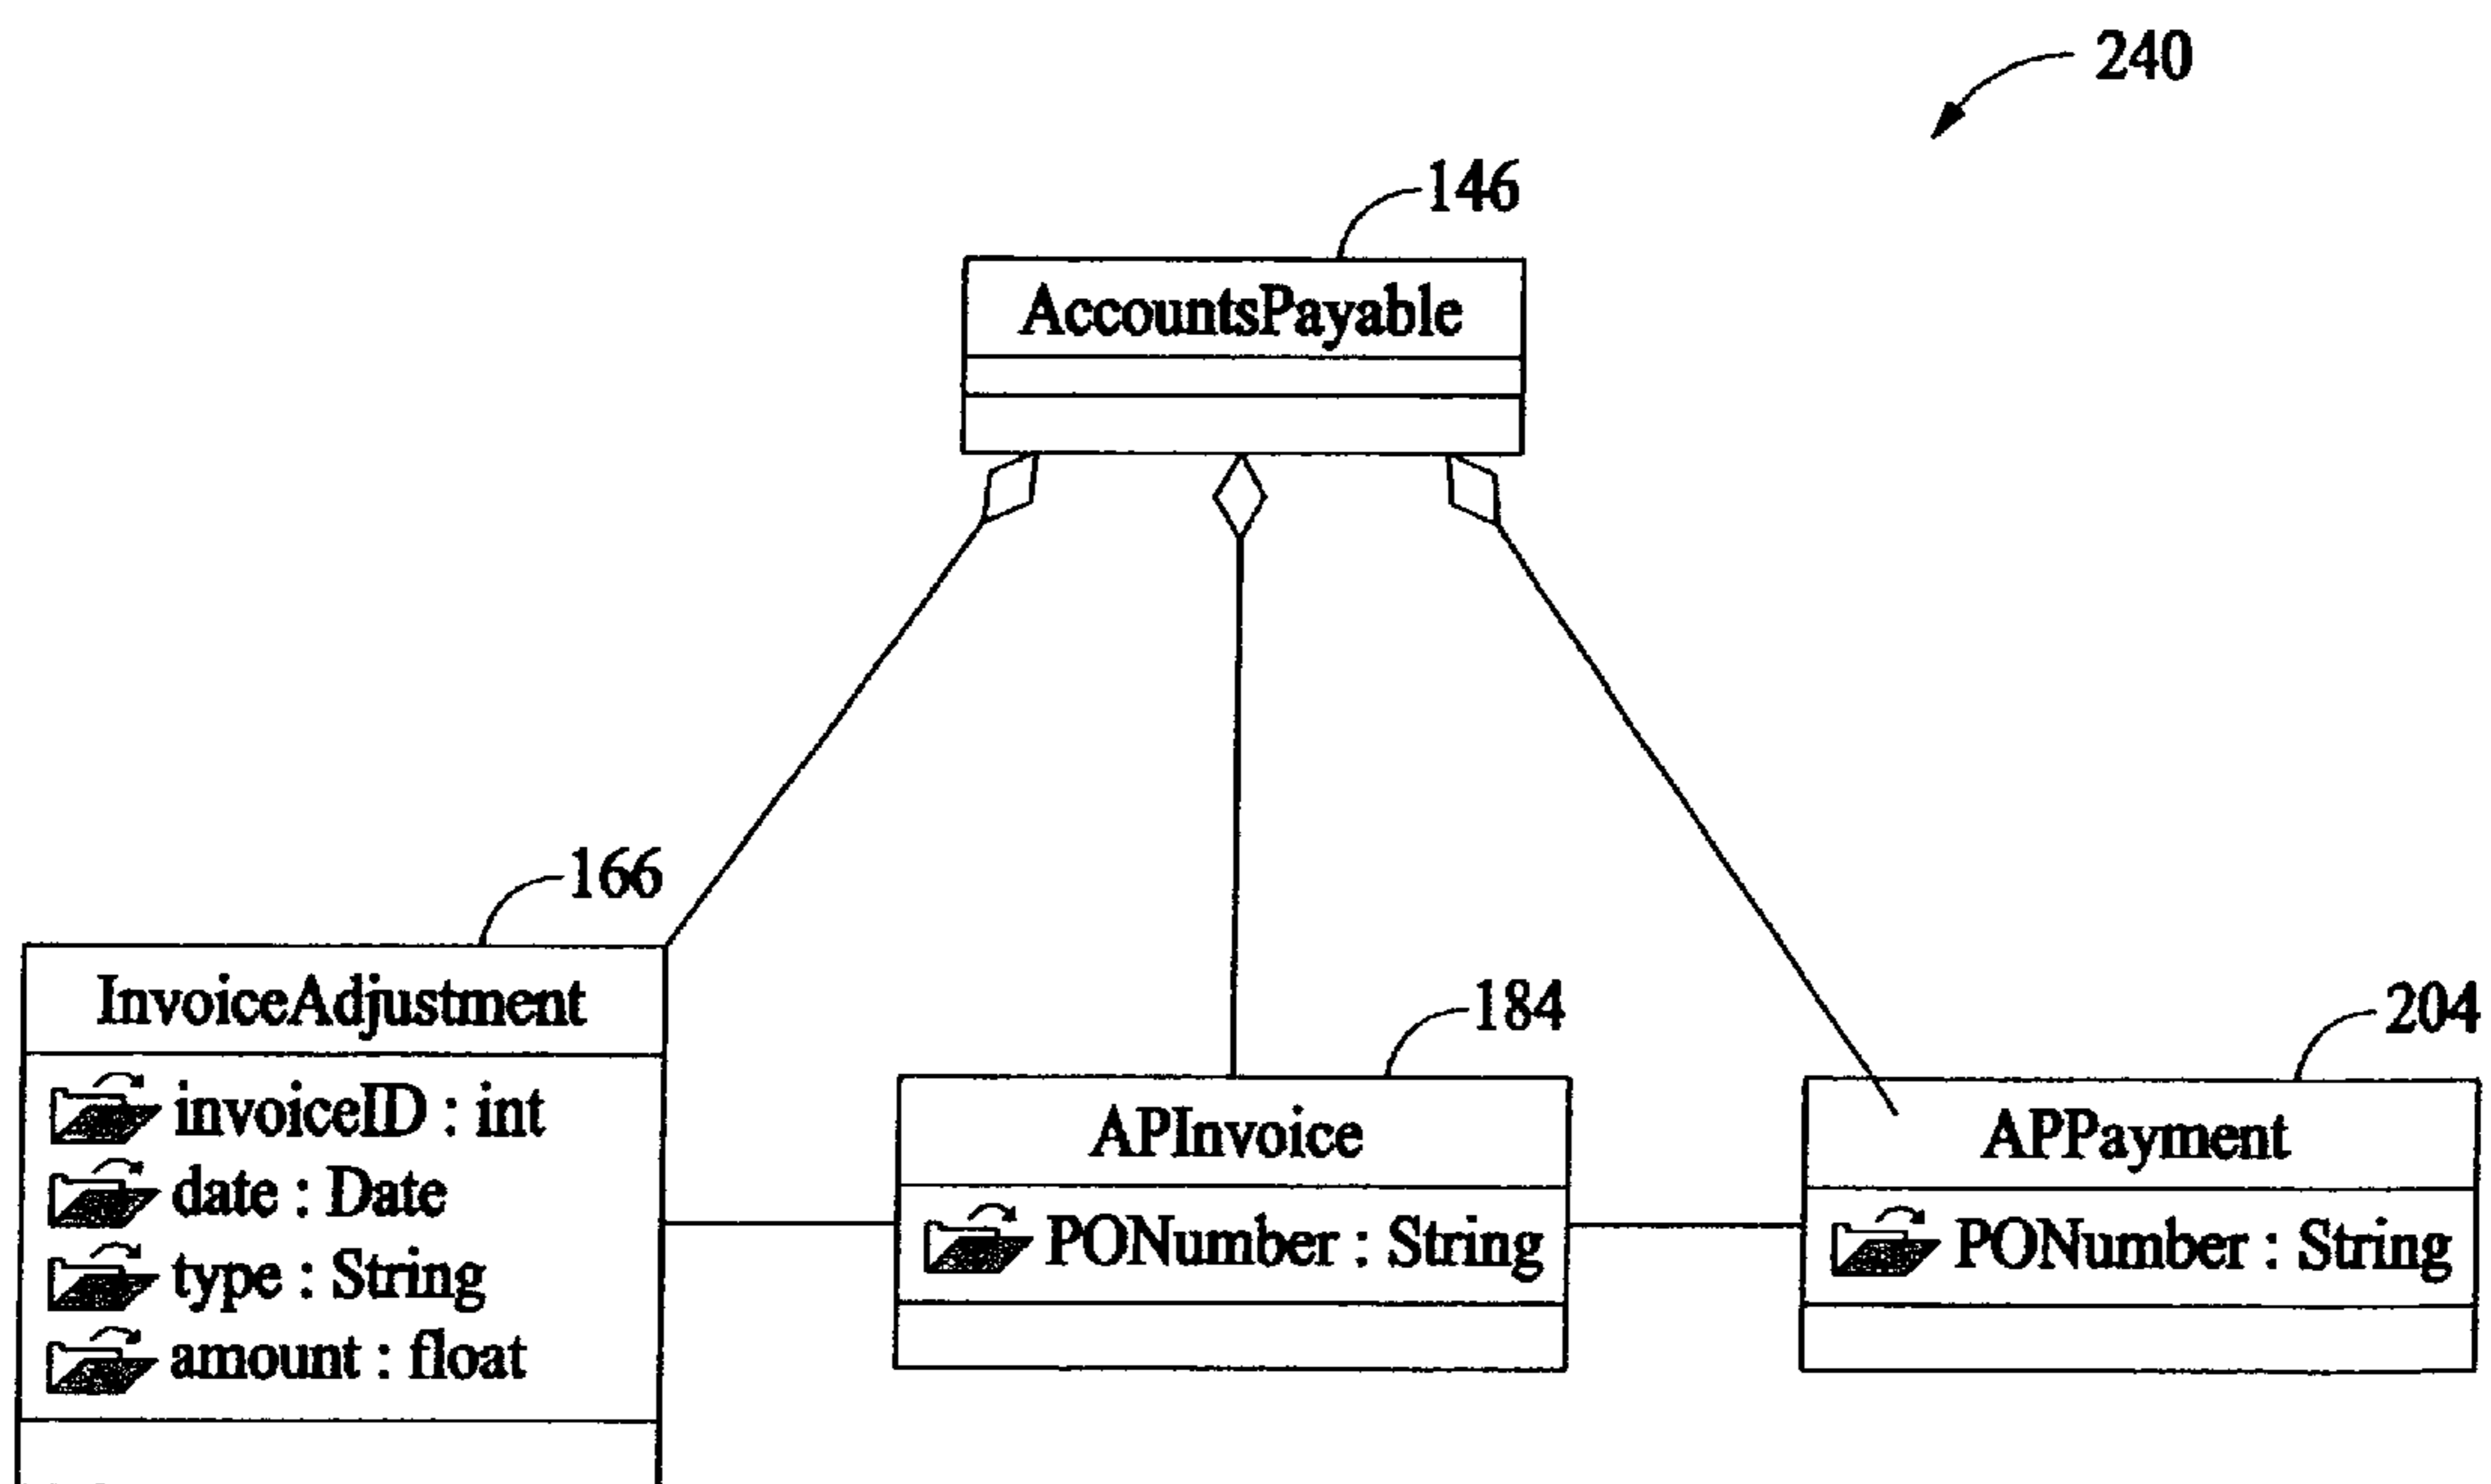 240
146
AccountsPayable
166
InvoiceAdjustment
invoiceID : int
date : Date
type : String
amount : float
184
APInvoice
PONumber : String
204
APPayment
PONumber : String